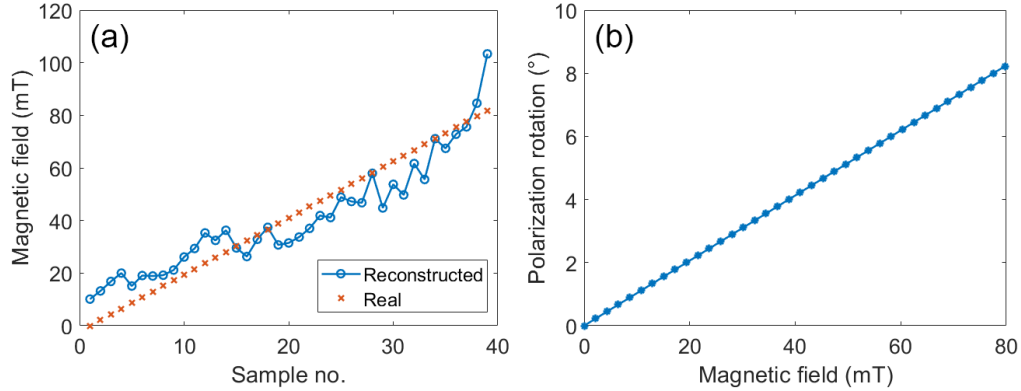 (a)
Magnetic field (mT)
120
100
80
60
40
20
0
0
10
20
30
40
Sample no.
Reconstructed
Real
(b)
Polarization rotation (°)
10
8
6
4
2
0
0
20
40
60
80
Magnetic field (mT)